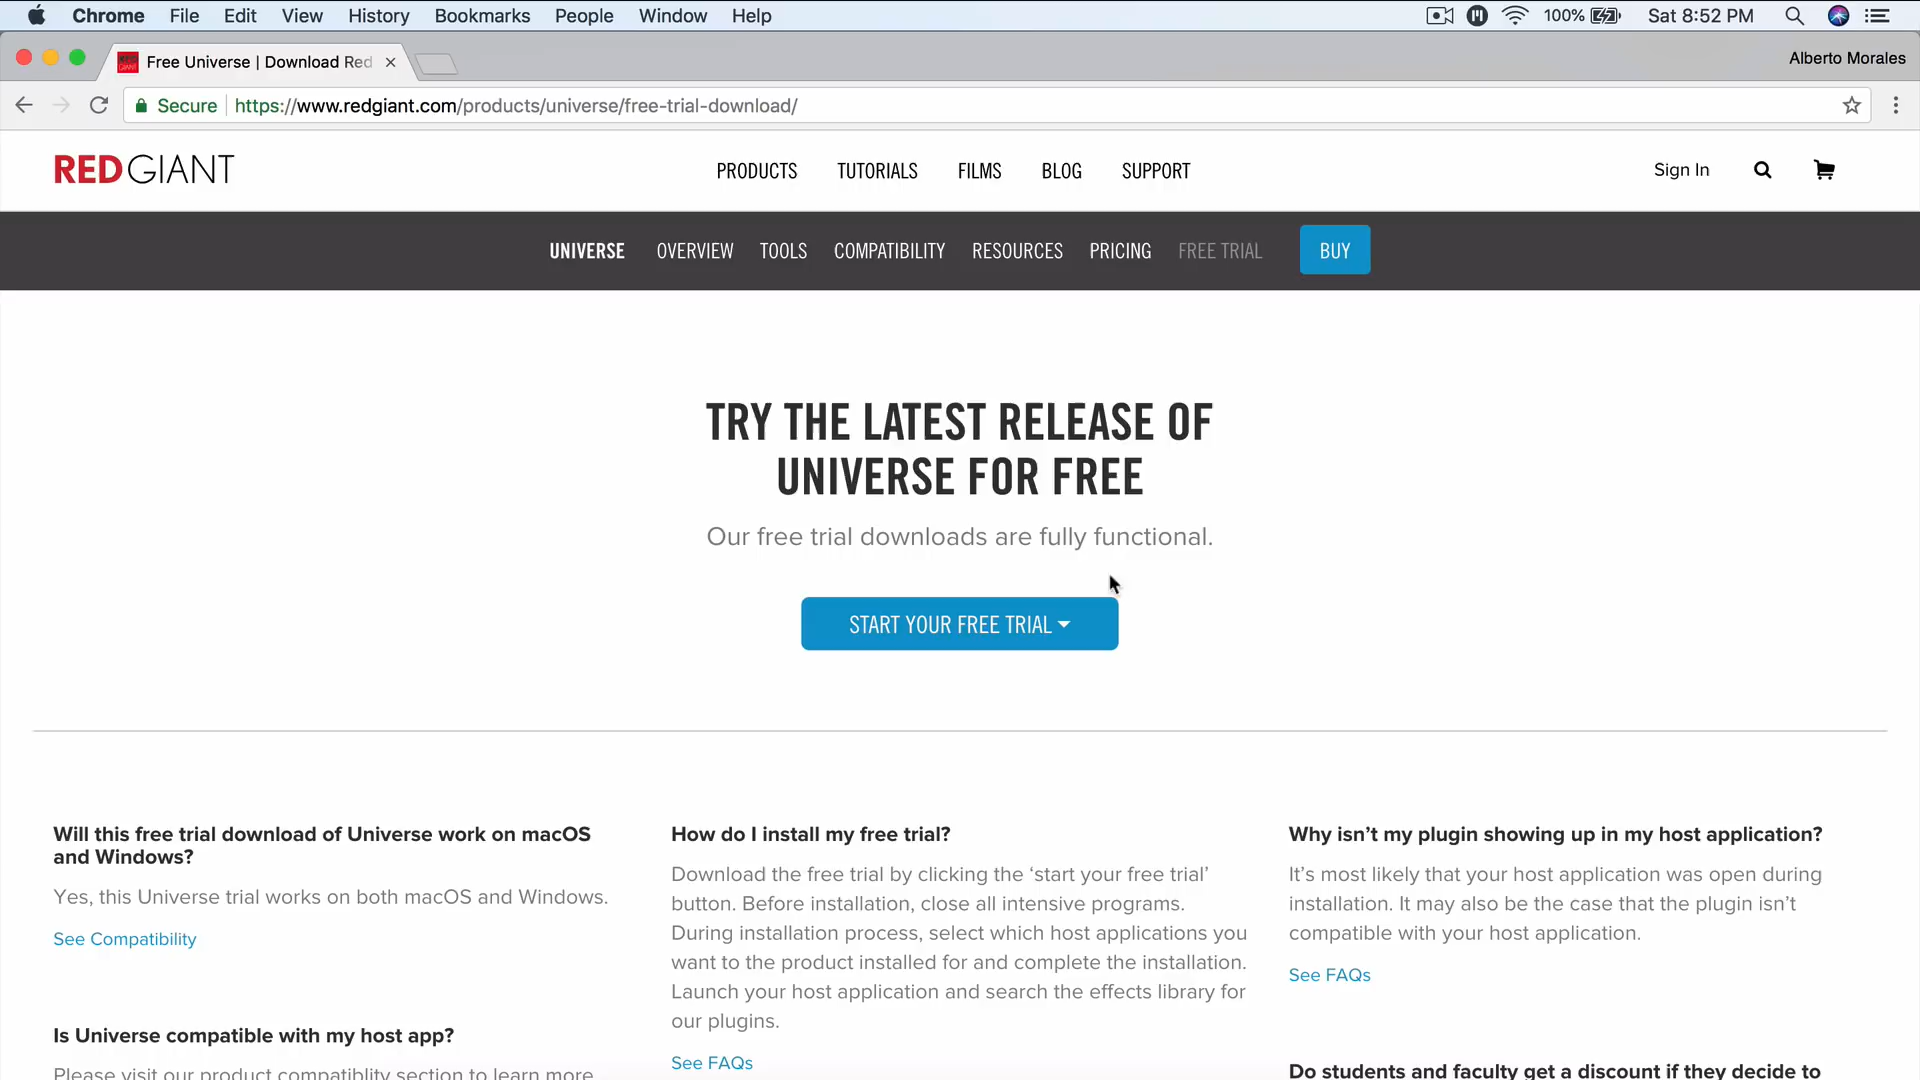 Chrome File Edit View History Bookmarks People Window Help 100% Sat 8:52 PM
Free Universe | Download Red Alberto Morales
Secure https://www.redgiant.com/products/universe/free-trial-download/
REDGIANT PRODUCTS TUTORIALS FILMS BLOG SUPPORT Sign In
UNIVERSE OVERVIEW TOOLS COMPATIBILITY RESOURCES PRICING FREE TRIAL BUY
TRY THE LATEST RELEASE OF
UNIVERSE FOR FREE
Our free trial downloads are fully functional.
START YOUR FREE TRIAL
Will this free trial download of Universe work on macOS
and Windows?
Yes, this Universe trial works on both macOS and Windows.
See Compatibility
Is Universe compatible with my host app?
Please visit our product compatiblity section to learn more
How do I install my free trial?
Download the free trial by clicking the ‘start your free trial’
button. Before installation, close all intensive programs.
During installation process, select which host applications you
want to the product installed for and complete the installation.
Launch your host application and search the effects library for
our plugins.
See FAQs
Why isn’t my plugin showing up in my host application?
It’s most likely that your host application was open during
installation. It may also be the case that the plugin isn’t
compatible with your host application.
See FAQs
Do students and faculty get a discount if they decide to